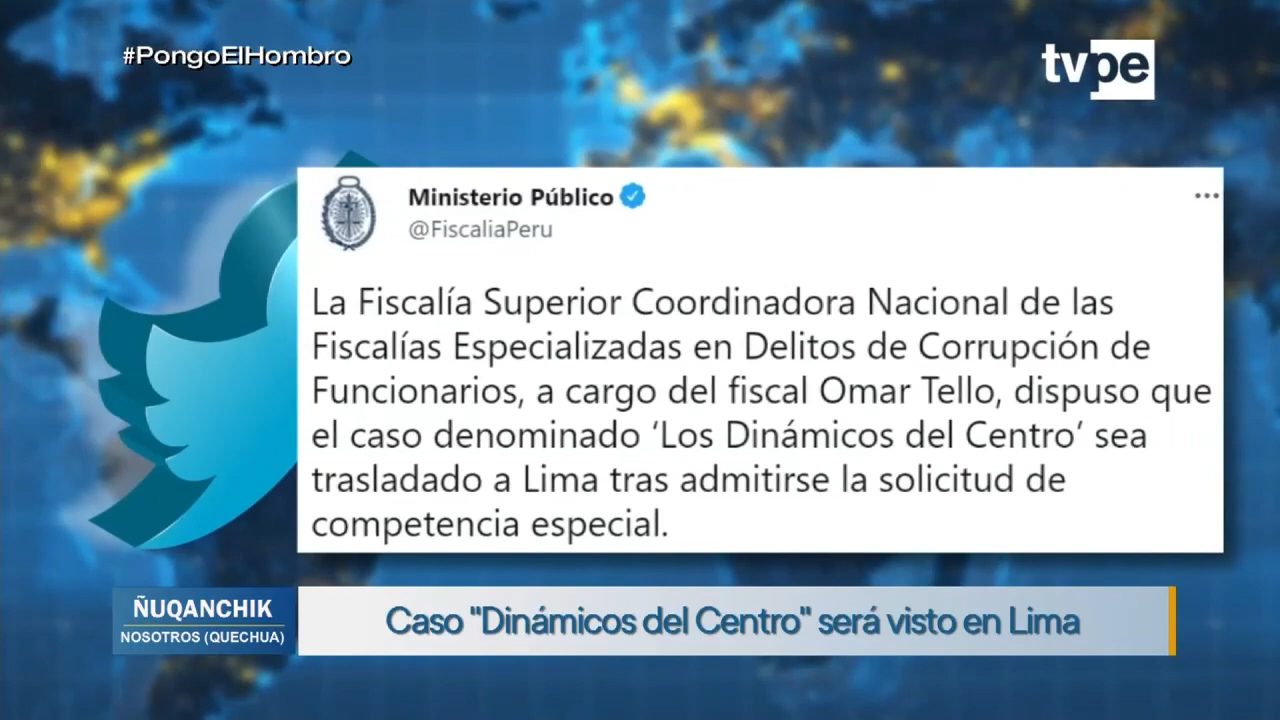 #PongoElHombro
tvpe
Ministerio Público
@FiscaliaPeru
La Fiscalía Superior Coordinadora Nacional de las
Fiscalías Especializadas en Delitos de Corrupción de
Funcionarios, a cargo del fiscal Omar Tello, dispuso que
el caso denominado ‘Los Dinámicos del Centro’ sea
trasladado a Lima tras admitirse la solicitud de
competencia especial.
ÑUQANCHIK
NOSOTROS (QUECHUA)
Caso "Dinámicos del Centro" será visto en Lima